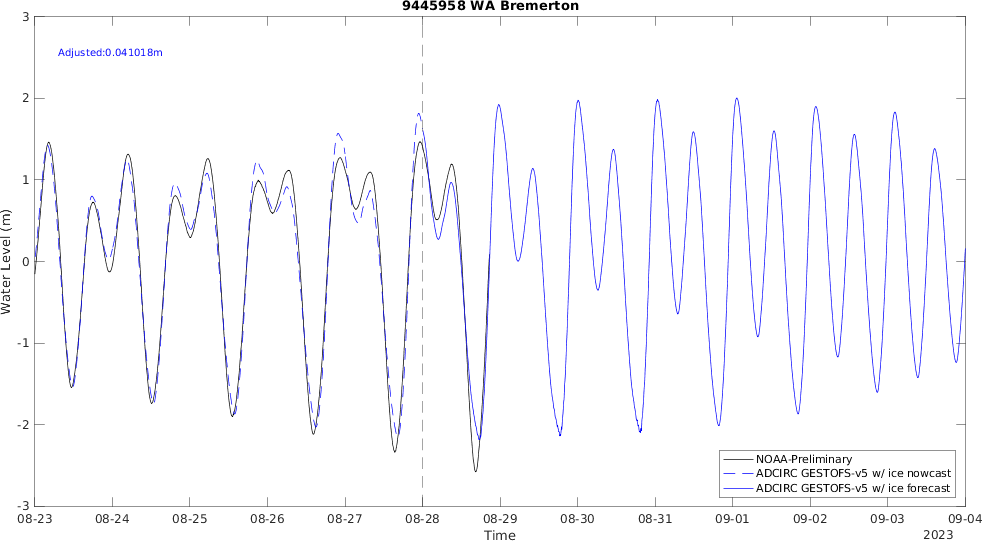 9445958 WA Bremerton
3
Adjusted:0.041018m
2
1
0
-1
-2
-3
Water Level (m)
NOAA-Preliminary
ADCIRC GESTOFS-v5 w/ ice nowcast
ADCIRC GESTOFS-v5 w/ ice forecast
08-23 08-24 08-25 08-26 08-27 08-28 08-29 08-30 08-31 09-01 09-02 09-03 09-04
Time
2023